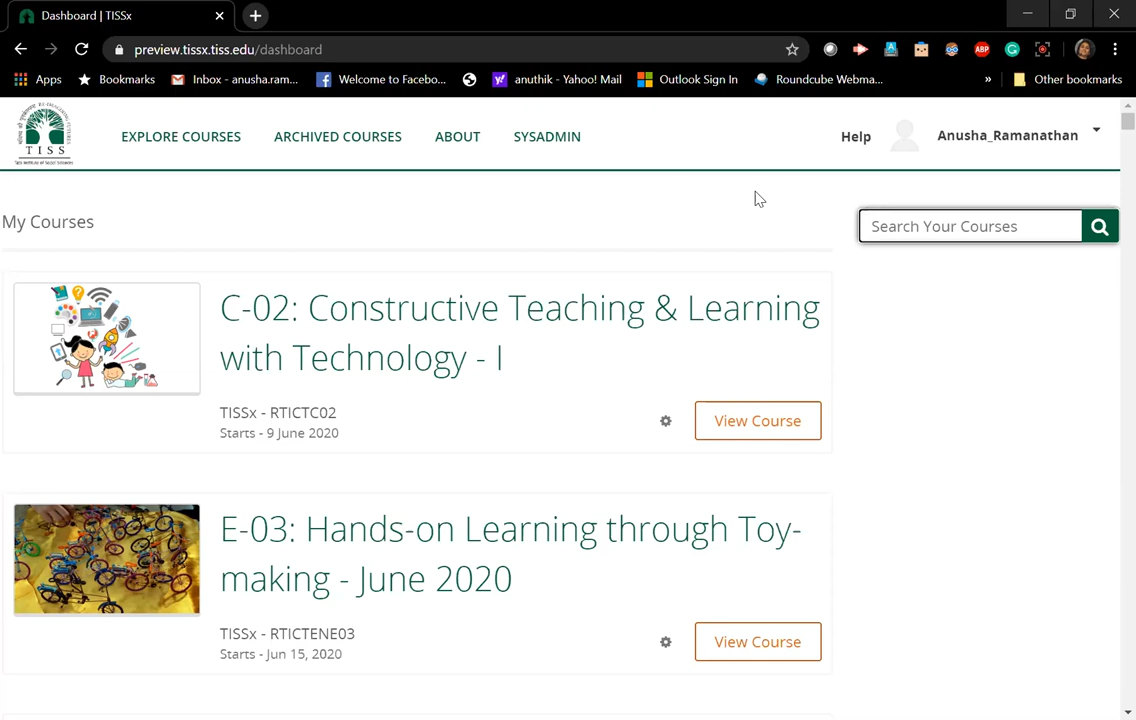 Dashboard | TISSx
preview.tissx.tiss.edu/dashboard
Apps Bookmarks Inbox - anusha.ram... Welcome to Facebo... anuthik - Yahoo! Mail Outlook Sign In Roundcube Webma... » Other bookmarks
ABP
TISS
EXPLORE COURSES ARCHIVED COURSES ABOUT SYSADMIN Help Anusha_Ramanathan
My Courses
Search Your Courses
C-02: Constructive Teaching & Learning
with Technology - I
TISSx - RTICTC02
Starts - 9 June 2020
View Course
E-03: Hands-on Learning through Toy-
making - June 2020
TISSx - RTICTENE03
Starts - Jun 15, 2020
View Course